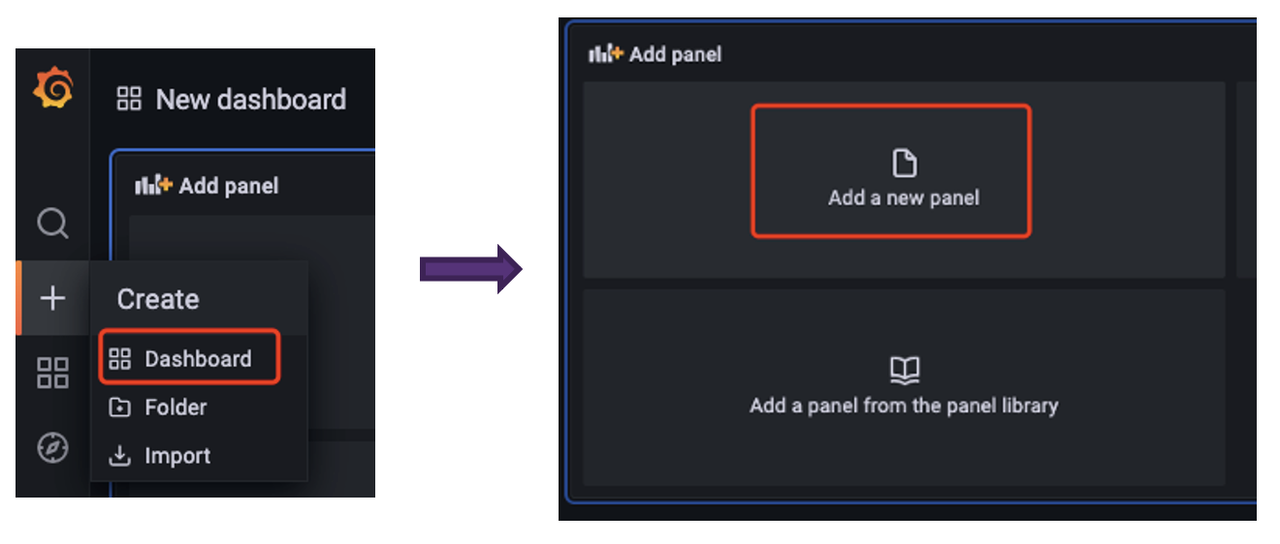 New dashboard
Add panel
Create
Dashboard
Folder
Import
Add panel
Add a new panel
Add a panel from the panel library